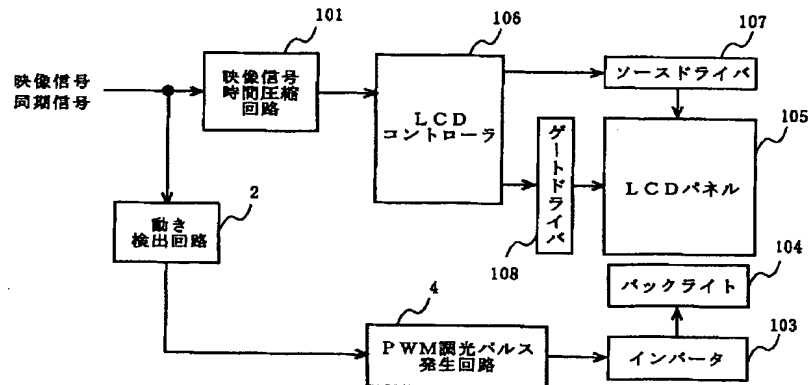 映像信号
同期信号
101
映像信号
時間圧縮
回路
106
LCD
コントローラ
107
ソースドライバ
105
LCDパネル
ゲートドライバ
108
2
動き
検出回路
104
バックライト
4
PWM調光パルス
発生回路
103
インバータ